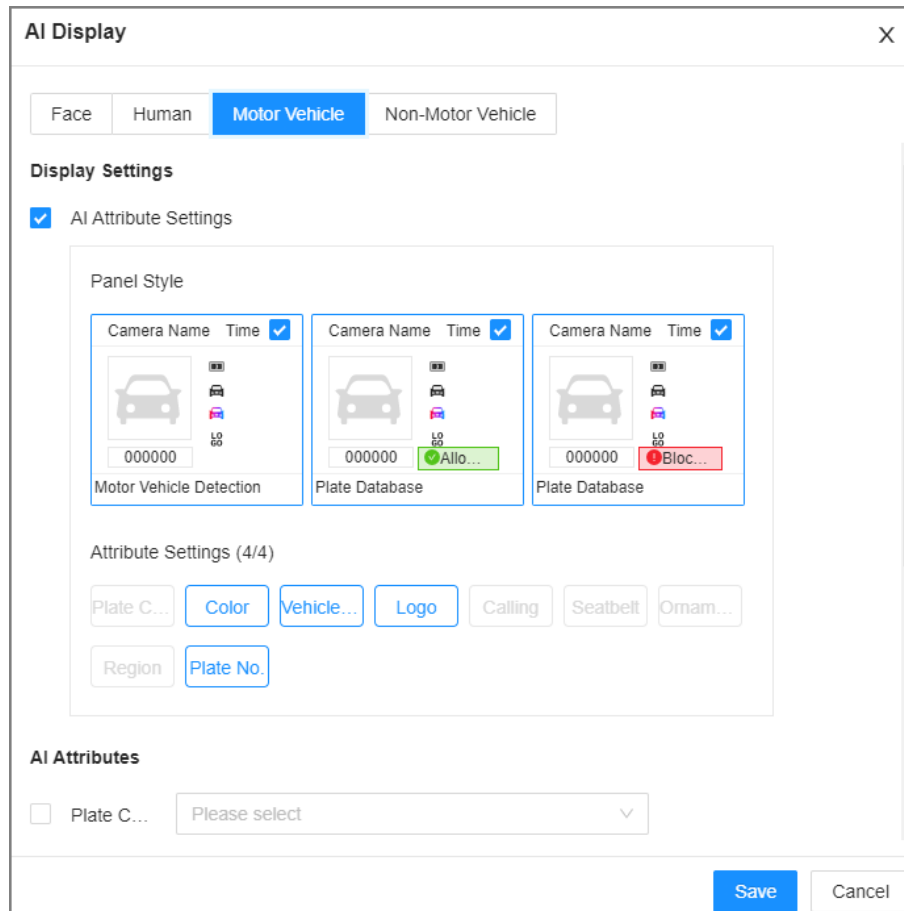 AI Display X
Face Human Motor Vehicle Non-Motor Vehicle
Display Settings
AI Attribute Settings
Panel Style
Camera Name Time Camera Name Time Camera Name Time
LO GO LO GO LO GO
000000 000000 Allo... 000000 Bloc...
Motor Vehicle Detection Plate Database Plate Database
Attribute Settings (4/4)
Plate C... Color Vehicle... Logo Calling Seatbelt Ornam...
Region Plate No.
AI Attributes
Plate C... Please select
Save Cancel